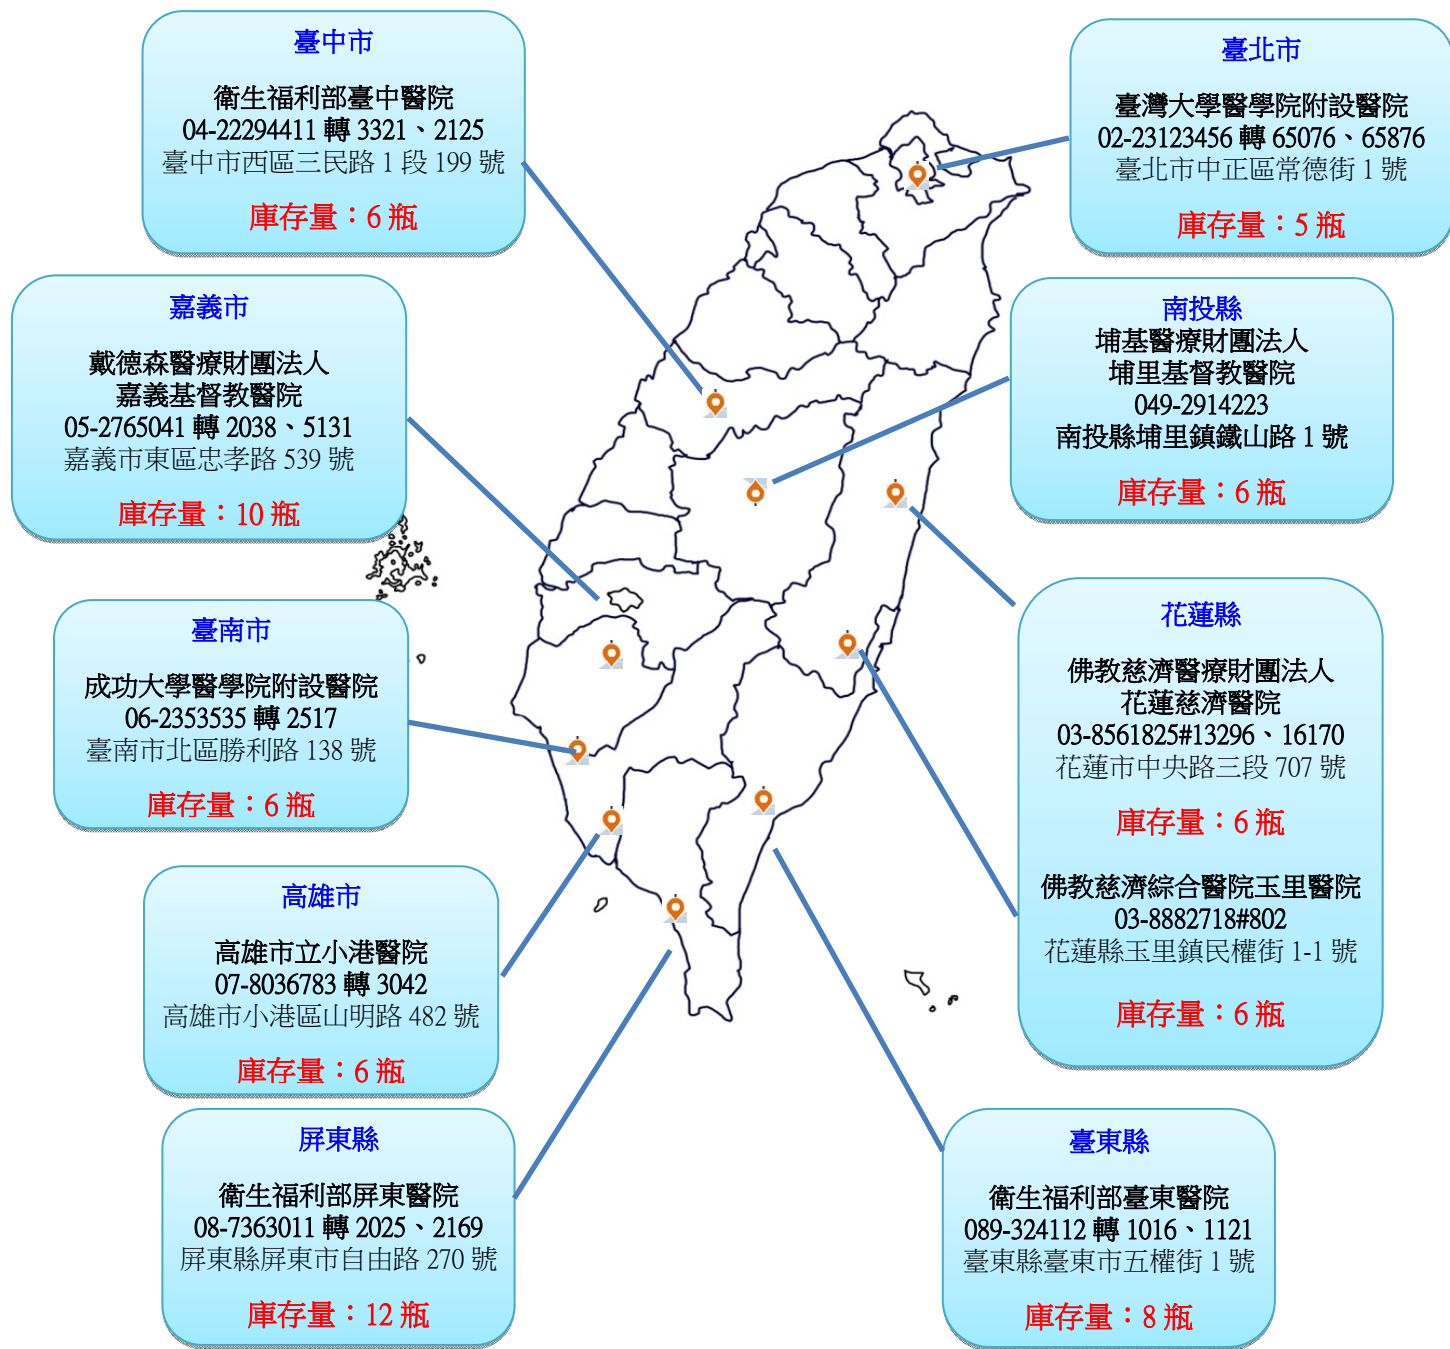 臺中市
衛生福利部臺中醫院
04-22294411 轉 3321、2125
臺中市西區三民路 1 段 199 號
庫存量：6 瓶
臺北市
臺灣大學醫學院附設醫院
02-23123456 轉 65076、65876
臺北市中正區常德街 1 號
庫存量：5 瓶
嘉義市
戴德森醫療財團法人
嘉義基督教醫院
05-2765041 轉 2038、5131
嘉義市東區忠孝路 539 號
庫存量：10 瓶
南投縣
埔基醫療財團法人
埔里基督教醫院
049-2914223
南投縣埔里鎮鐵山路 1 號
庫存量：6 瓶
臺南市
成功大學醫學院附設醫院
06-2353535 轉 2517
臺南市北區勝利路 138 號
庫存量：6 瓶
花蓮縣
佛教慈濟醫療財團法人
花蓮慈濟醫院
03-8561825#13296、16170
花蓮市中央路三段 707 號
庫存量：6 瓶
佛教慈濟綜合醫院玉里醫院
03-8882718#802
花蓮縣玉里鎮民權街 1-1 號
庫存量：6 瓶
高雄市
高雄市立小港醫院
07-8036783 轉 3042
高雄市小港區山明路 482 號
庫存量：6 瓶
屏東縣
衛生福利部屏東醫院
08-7363011 轉 2025、2169
屏東縣屏東市自由路 270 號
庫存量：12 瓶
臺東縣
衛生福利部臺東醫院
089-324112 轉 1016、1121
臺東縣臺東市五權街 1 號
庫存量：8 瓶